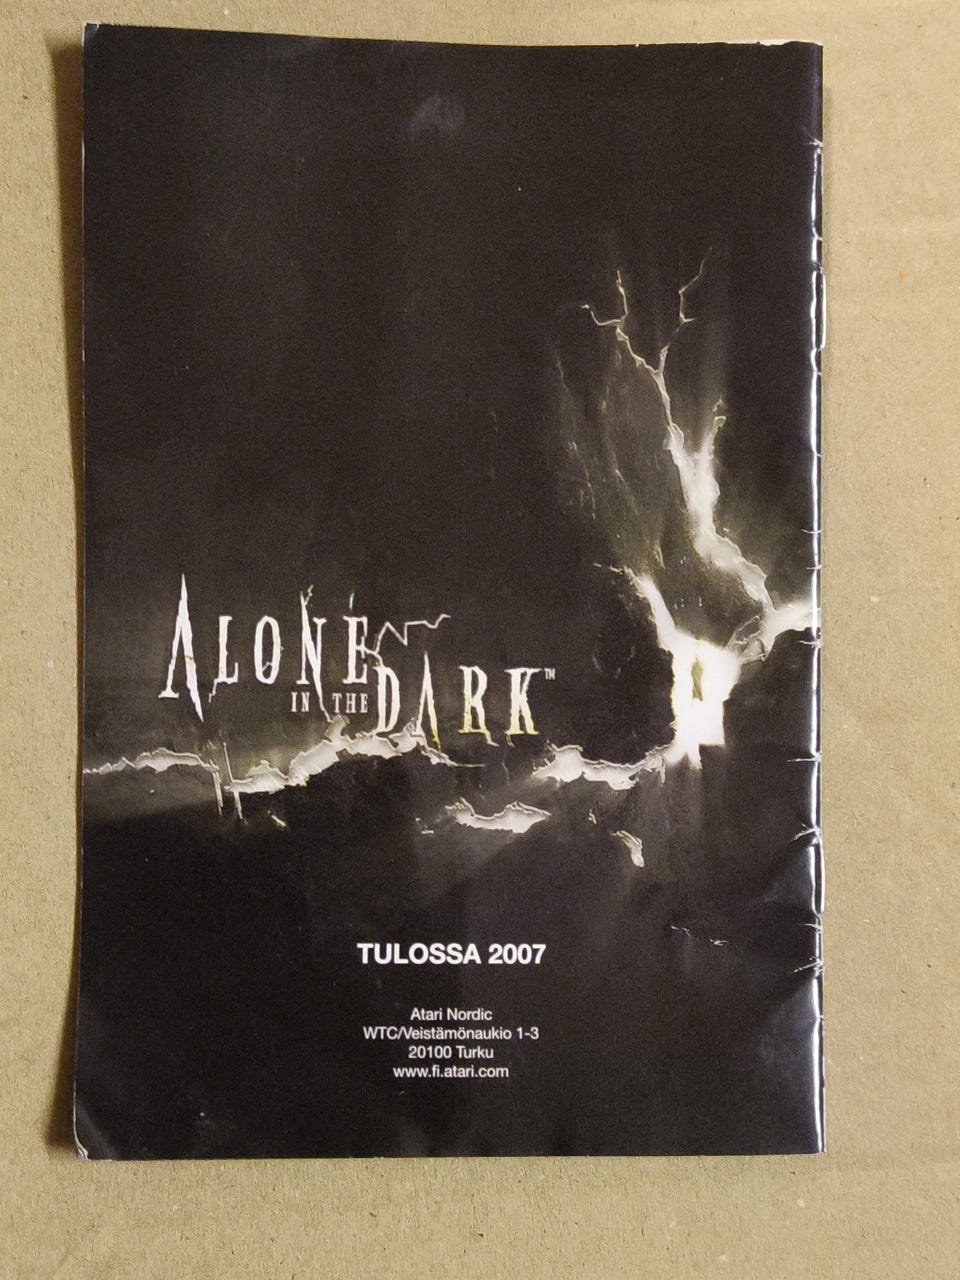 ALONE
IN THE
DARK™
TULOSSA 2007
Atari Nordic
WTC/Veistämönaukio 1-3
20100 Turku
www.fi.atari.com